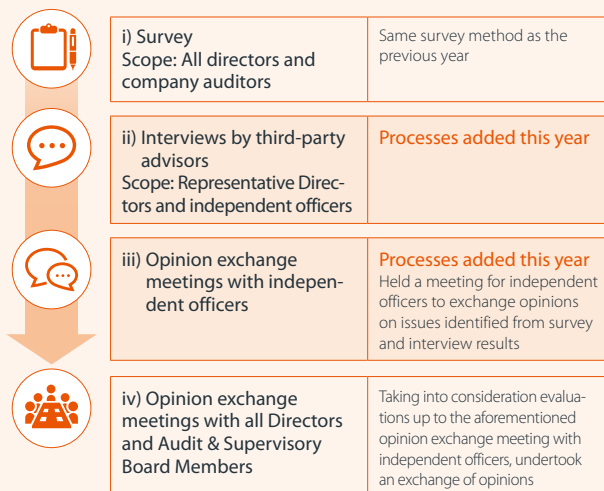 i) Survey
Scope: All directors and
company auditors
Same survey method as the
previous year
ii) Interviews by third-party
advisors
Scope: Representative Direc-
tors and independent officers
Processes added this year
iii) Opinion exchange
meetings with indepen-
dent officers
Processes added this year
Held a meeting for independent
officers to exchange opinions
on issues identified from survey
and interview results
iv) Opinion exchange
meetings with all Directors
and Audit & Supervisory
Board Members
Taking into consideration evalua-
tions up to the aforementioned
opinion exchange meeting with
independent officers, undertook
an exchange of opinions